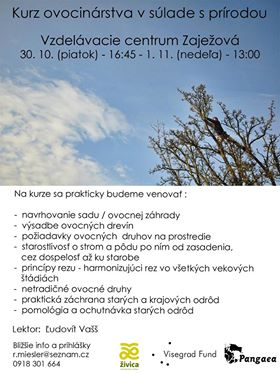 Kurz ovocinárstva v súlade s prírodou
Vzdelávacie centrum Zaježová
30. 10. (piatok) - 16:45 - 1. 11. (nedeľa) - 13:00
Na kurze sa prakticky budeme venovať :
- navrhovanie sadu / ovocnej záhrady
- výsadbe ovocných drevín
- požiadavky ovocných druhov na prostredie
- starostlivosť o strom a pôdu po ním od zasadenia,
cez dospelosť až ku starobe
- princípy rezu - harmonizujúci rez vo všetkých vekových
štádiách
- netradičné ovocné druhy
- praktická záchrana starých a krajových odrôd
- pomológia a ochutnávka starých odrôd
Lektor: Ľudovít Vašš
Bližšie info a prihlášky
r.miesler@seznam.cz
0918 301 664
živica
Visegrad Fund
Pangaea